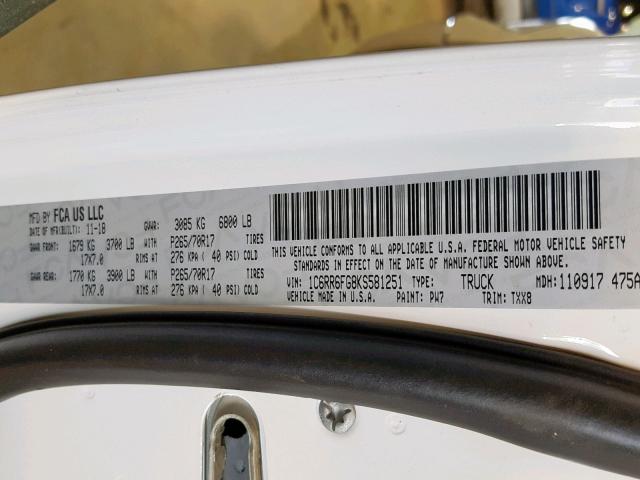 MFD BY FCA US LLC
DATE OF MFR(BUILT): 11-18 GVWR: 3085 KG 6800 LB
GAWR FRONT: 1679 KG 3700 LB WITH P265/70R17 TIRES
17X7.0 RIMS AT 276 KPA( 40 PSI) COLD
GAWR REAR: 1770 KG 3900 LB WITH P265/70R17 TIRES
17X7.0 RIMS AT 276 KPA( 40 PSI) COLD
THIS VEHICLE CONFORMS TO ALL APPLICABLE U.S.A. FEDERAL MOTOR VEHICLE SAFETY
STANDARDS IN EFFECT ON THE DATE OF MANUFACTURE SHOWN ABOVE.
VIN: 1C6RR6FG8KS581251 TYPE: TRUCK MDH: 110917 475A
VEHICLE MADE IN U.S.A. PAINT: PW7 TRIM: TXX8